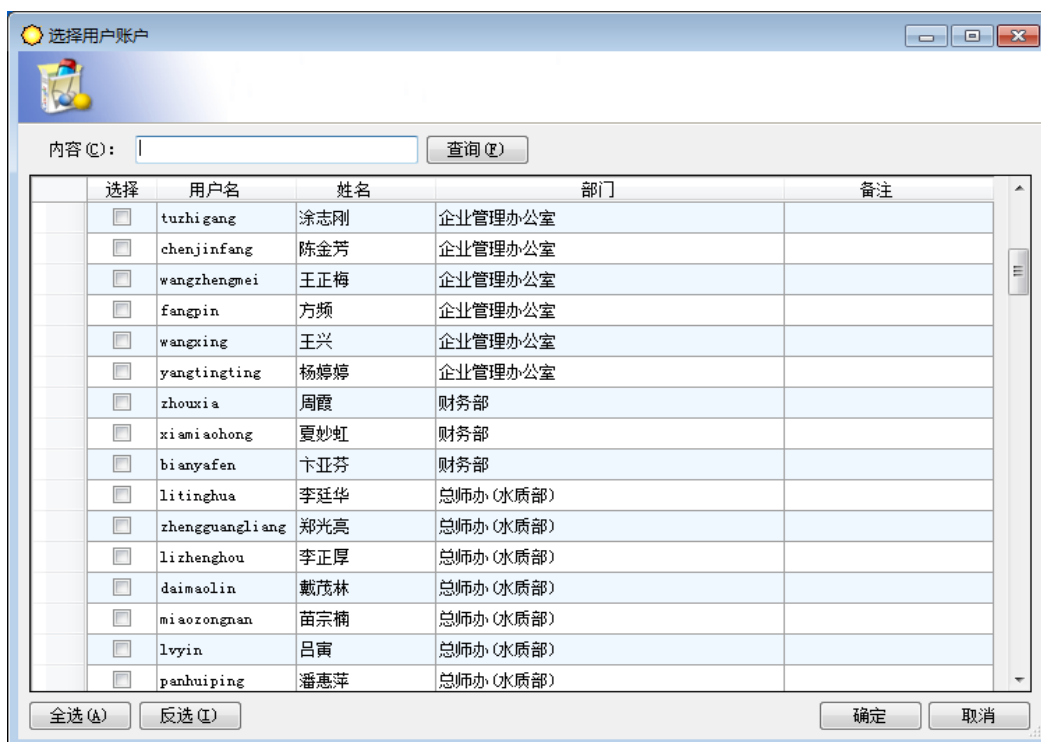 选择用户账户
内容(C): 查询(F)
选择 用户名 姓名 部门 备注
tuzhigang 涂志刚 企业管理办公室
chenjinfang 陈金芳 企业管理办公室
wangzhengmei 王正梅 企业管理办公室
fangpin 方频 企业管理办公室
wangxing 王兴 企业管理办公室
yangtingting 杨婷婷 企业管理办公室
zhouxia 周霞 财务部
xiamiaohong 夏妙虹 财务部
bianyafen 卞亚芬 财务部
litinghua 李廷华 总师办(水质部)
zhengguangliang 郑光亮 总师办(水质部)
lizhenghou 李正厚 总师办(水质部)
daimaolin 戴茂林 总师办(水质部)
miaozongnan 苗宗楠 总师办(水质部)
lvyin 吕寅 总师办(水质部)
panhuiping 潘惠萍 总师办(水质部)
全选(A) 反选(I) 确定 取消